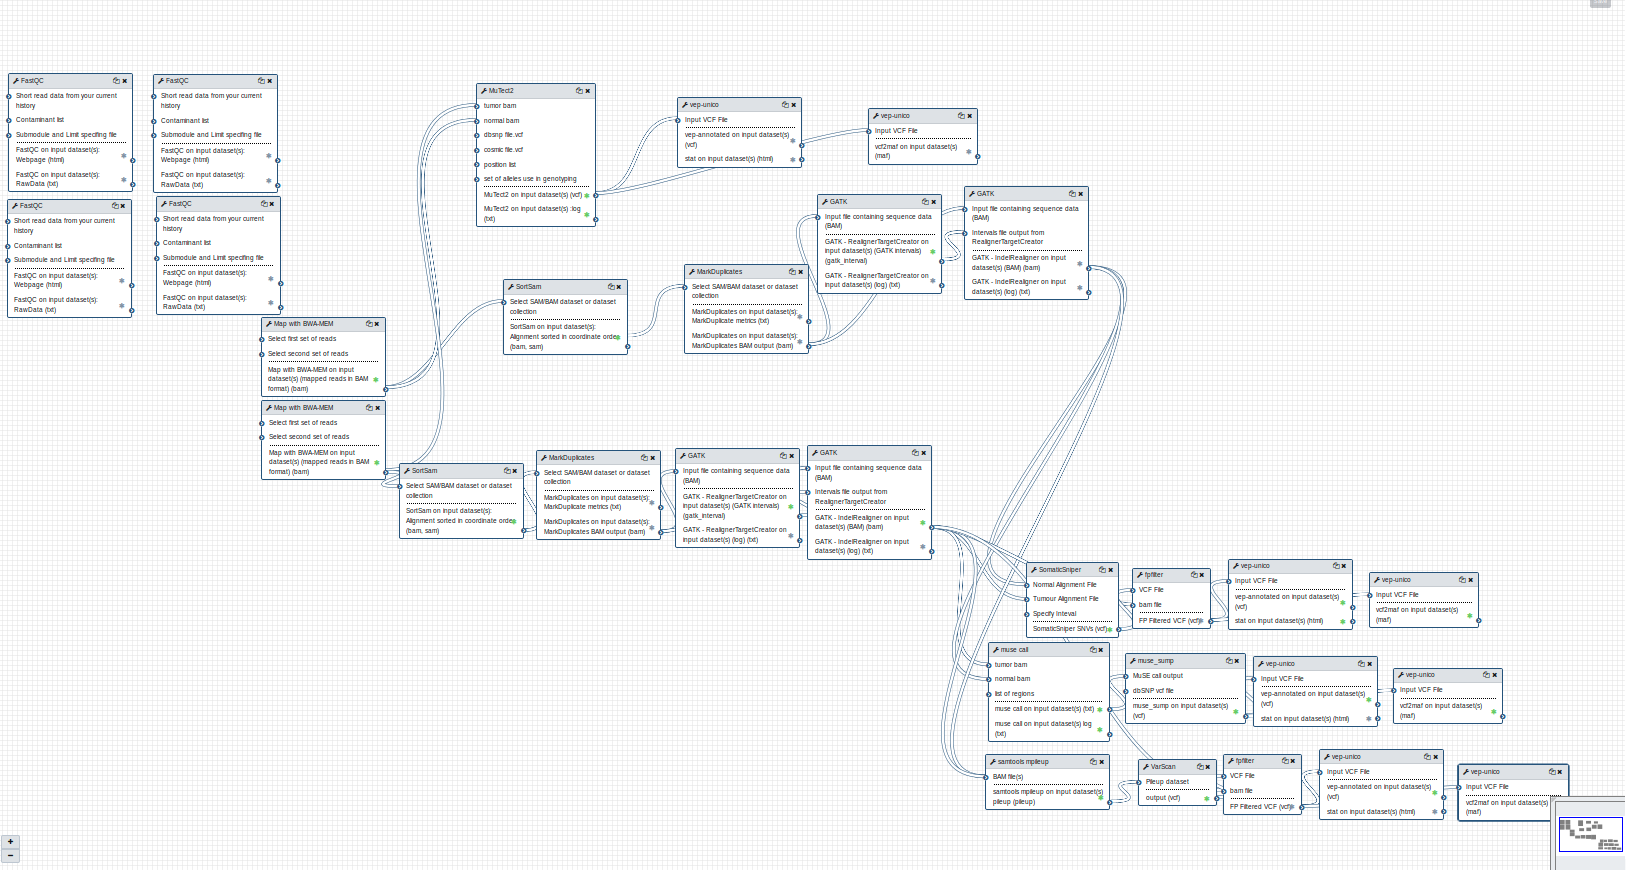 FastQC
Short read data from your current
history
Contaminant list
Submodule and Limit specifing file
FastQC on input dataset(s):
Webpage (html)
FastQC on input dataset(s):
RawData (txt)
FastQC
Short read data from your current
history
Contaminant list
Submodule and Limit specifing file
FastQC on input dataset(s):
Webpage (html)
FastQC on input dataset(s):
RawData (txt)
FastQC
Short read data from your current
history
Contaminant list
Submodule and Limit specifing file
FastQC on input dataset(s):
Webpage (html)
FastQC on input dataset(s):
RawData (txt)
FastQC
Short read data from your current
history
Contaminant list
Submodule and Limit specifing file
FastQC on input dataset(s):
Webpage (html)
FastQC on input dataset(s):
RawData (txt)
MuTect2
tumor bam
normal bam
dbsnp file.vcf
cosmic file.vcf
position list
set of alleles use in genotyping
MuTect2 on input dataset(s) (vcf)
MuTect2 on input dataset(s) :log
(txt)
vep-unico
Input VCF File
vep-annotated on input dataset(s)
(vcf)
stat on input dataset(s) (html)
vep-unico
Input VCF File
vcf2maf on input dataset(s)
(maf)
Map with BWA-MEM
Select first set of reads
Select second set of reads
Map with BWA-MEM on input
dataset(s) (mapped reads in BAM
format) (bam)
SortSam
Select SAM/BAM dataset or dataset
collection
SortSam on input dataset(s):
Alignment sorted in coordinate order
(bam, sam)
MarkDuplicates
Select SAM/BAM dataset or dataset
collection
MarkDuplicates on input dataset(s):
MarkDuplicate metrics (txt)
MarkDuplicates on input dataset(s):
MarkDuplicates BAM output (bam)
GATK
Input file containing sequence data
(BAM)
GATK - RealignerTargetCreator on
input dataset(s) (GATK intervals)
(gatk_interval)
GATK - RealignerTargetCreator on
input dataset(s) (log) (txt)
GATK
Input file containing sequence data
(BAM)
Intervals file output from
RealignerTargetCreator
GATK - IndelRealigner on input
dataset(s) (BAM) (bam)
GATK - IndelRealigner on input
dataset(s) (log) (txt)
Map with BWA-MEM
Select first set of reads
Select second set of reads
Map with BWA-MEM on input
dataset(s) (mapped reads in BAM
format) (bam)
SortSam
Select SAM/BAM dataset or dataset
collection
SortSam on input dataset(s):
Alignment sorted in coordinate order
(bam, sam)
MarkDuplicates
Select SAM/BAM dataset or dataset
collection
MarkDuplicates on input dataset(s):
MarkDuplicate metrics (txt)
MarkDuplicates on input dataset(s):
MarkDuplicates BAM output (bam)
GATK
Input file containing sequence data
(BAM)
GATK - RealignerTargetCreator on
input dataset(s) (GATK intervals)
(gatk_interval)
GATK - RealignerTargetCreator on
input dataset(s) (log) (txt)
GATK
Input file containing sequence data
(BAM)
Intervals file output from
RealignerTargetCreator
GATK - IndelRealigner on input
dataset(s) (BAM) (bam)
GATK - IndelRealigner on input
dataset(s) (log) (txt)
SomaticSniper
Normal Alignment File
Tumour Alignment File
Specify Inteval
SomaticSniper SNVs (vcf)
fpfilter
VCF File
bam file
FP Filtered VCF (vcf)
vep-unico
Input VCF File
vep-annotated on input dataset(s)
(vcf)
stat on input dataset(s) (html)
vep-unico
Input VCF File
vcf2maf on input dataset(s)
(maf)
muse call
tumor bam
normal bam
list of regions
muse call on input dataset(s) (txt)
muse call on input dataset(s) log
(txt)
muse_sump
MuSE call output
dbSNP vcf file
muse_sump on input dataset(s)
(vcf)
vep-unico
Input VCF File
vep-annotated on input dataset(s)
(vcf)
stat on input dataset(s) (html)
vep-unico
Input VCF File
vcf2maf on input dataset(s)
(maf)
samtools mpileup
BAM file(s)
samtools mpileup on input dataset(s)
pileup (pileup)
VarScan
Pileup dataset
output (vcf)
fpfilter
VCF File
bam file
FP Filtered VCF (vcf)
vep-unico
Input VCF File
vep-annotated on input dataset(s)
(vcf)
stat on input dataset(s) (html)
vep-unico
Input VCF File
vcf2maf on input dataset(s)
(maf)